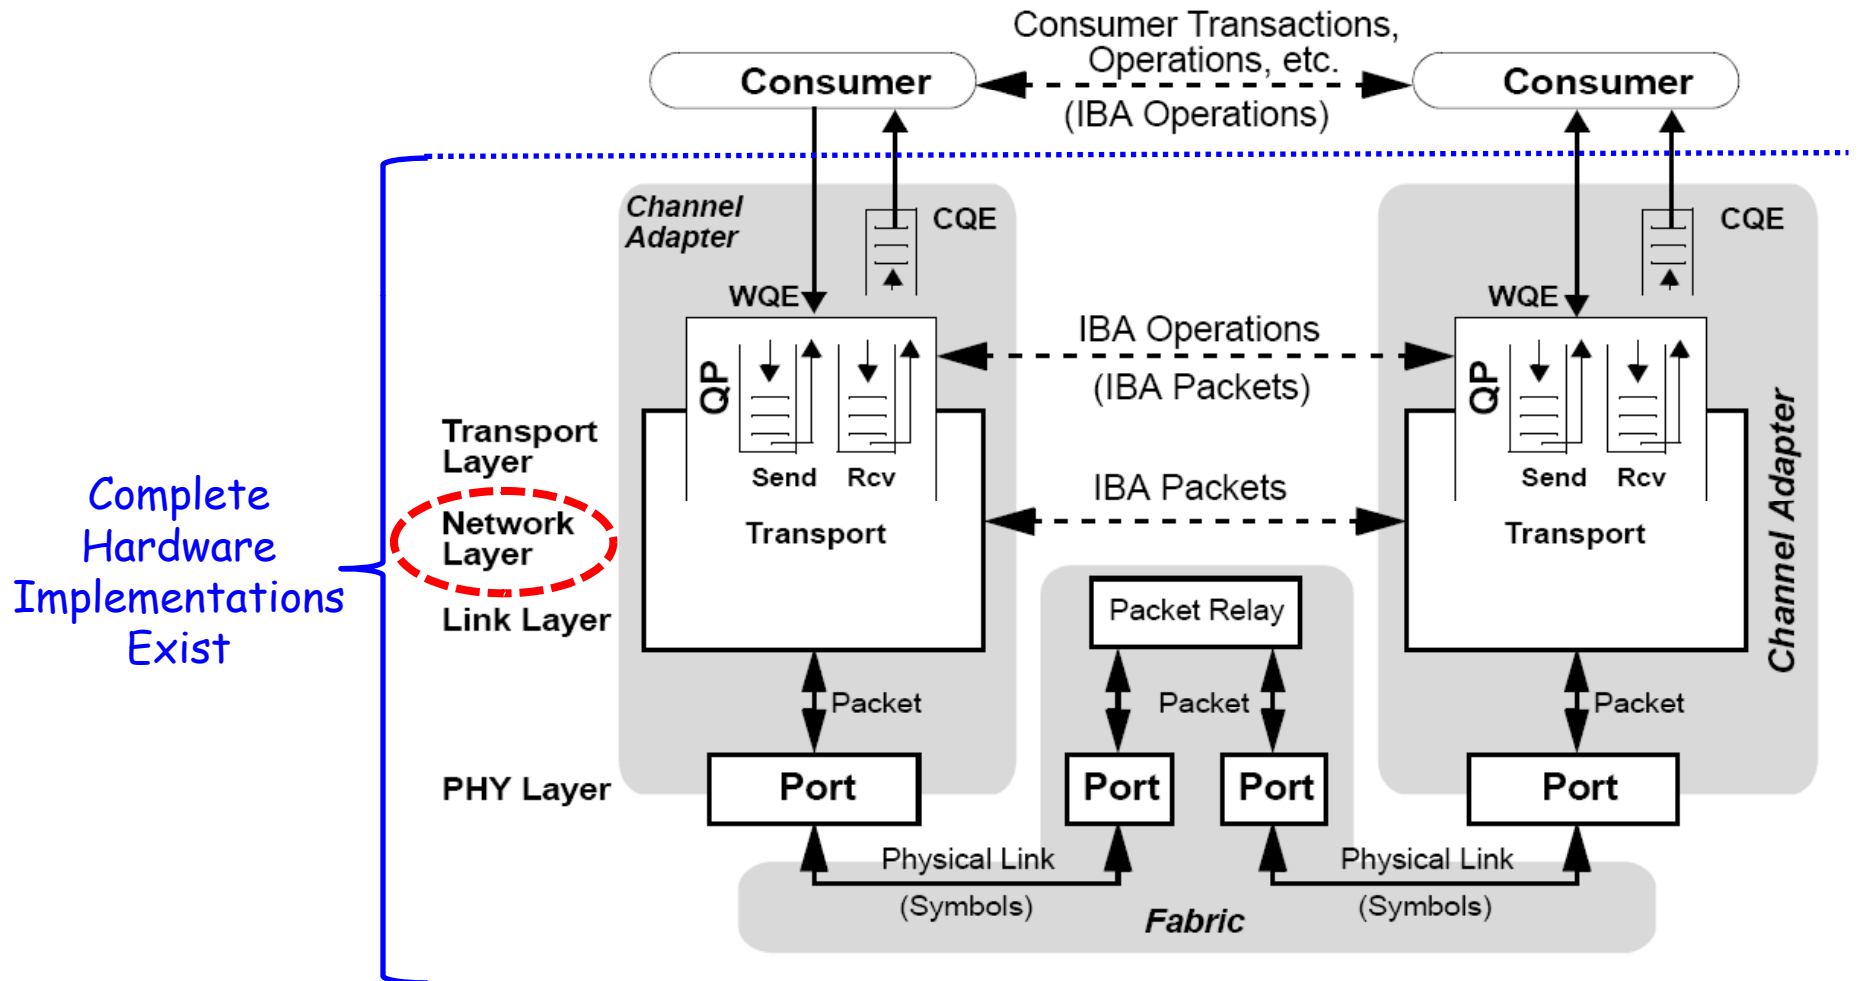 Consumer Transactions,
Operations, etc.
(IBA Operations)
Consumer
Consumer
Channel
Adapter
CQE
CQE
WQE
WQE
IBA Operations
(IBA Packets)
QP
QP
Send
Rcv
Send
Rcv
Transport
Layer
Network
Layer
Link Layer
PHY Layer
Complete
Hardware
Implementations
Exist
IBA Packets
Transport
Transport
Channel Adapter
Packet Relay
Packet
Packet
Packet
Port
Port
Port
Port
Physical Link
(Symbols)
Physical Link
(Symbols)
Fabric